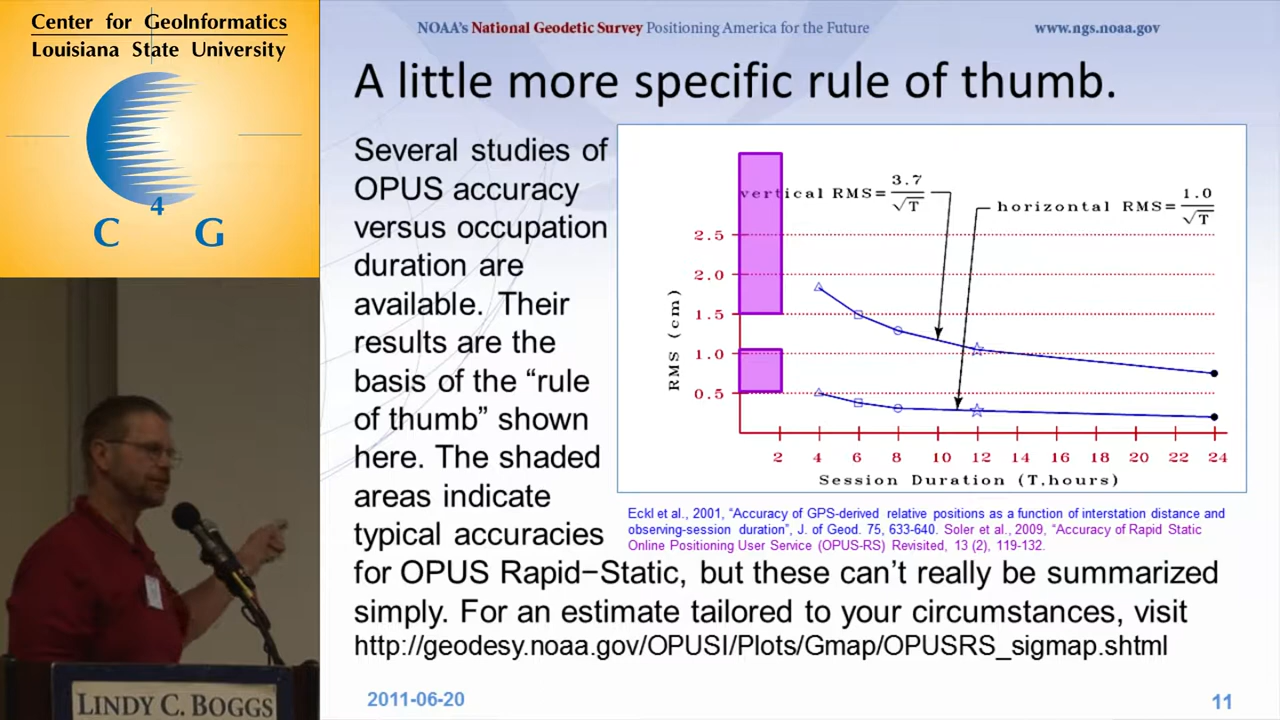 Center for GeoInformatics
Louisiana State University
C 4 G
NOAA's National Geodetic Survey Positioning America for the Future
www.ngs.noaa.gov
A little more specific rule of thumb.
Several studies of
OPUS accuracy
versus occupation
duration are
available. Their
results are the
basis of the “rule
of thumb” shown
here. The shaded
areas indicate
typical accuracies
for OPUS Rapid−Static, but these can’t really be summarized
simply. For an estimate tailored to your circumstances, visit
http://geodesy.noaa.gov/OPUSI/Plots/Gmap/OPUSRS_sigmap.shtml
vertical RMS= 3.7 / √T
horizontal RMS= 1.0 / √T
RMS (cm)
2.5
2.0
1.5
1.0
0.5
2 4 6 8 10 12 14 16 18 20 22 24
Session Duration (T,hours)
Eckl et al., 2001, “Accuracy of GPS-derived relative positions as a function of interstation distance and
observing-session duration”, J. of Geod. 75, 633-640. Soler et al., 2009, “Accuracy of Rapid Static
Online Positioning User Service (OPUS-RS) Revisited, 13 (2), 119-132.
2011-06-20
11
LINDY C. BOGGS